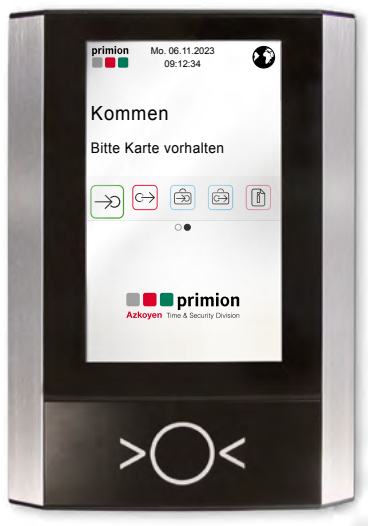 primion
Mo. 06.11.2023
09:12:34
Kommen
Bitte Karte vorhalten
primion
Azkoyen Time & Security Division